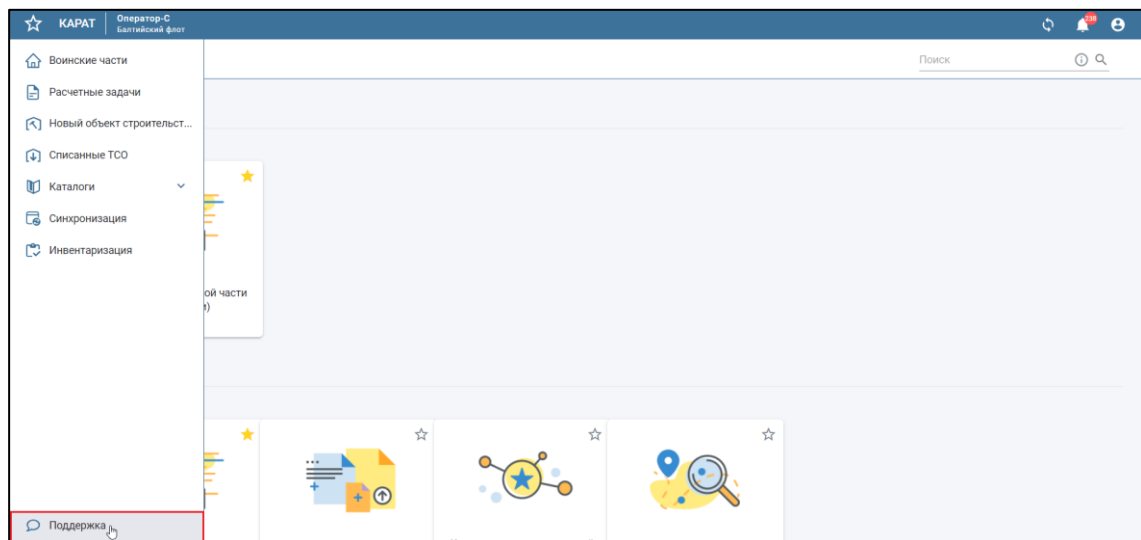 КАРАТ
Оператор-С
Балтийский флот
238
Воинские части
Поиск
Расчетные задачи
Новый объект строительст...
Списанные ТСО
Каталоги
Синхронизация
Инвентаризация
ой части
Поддержка